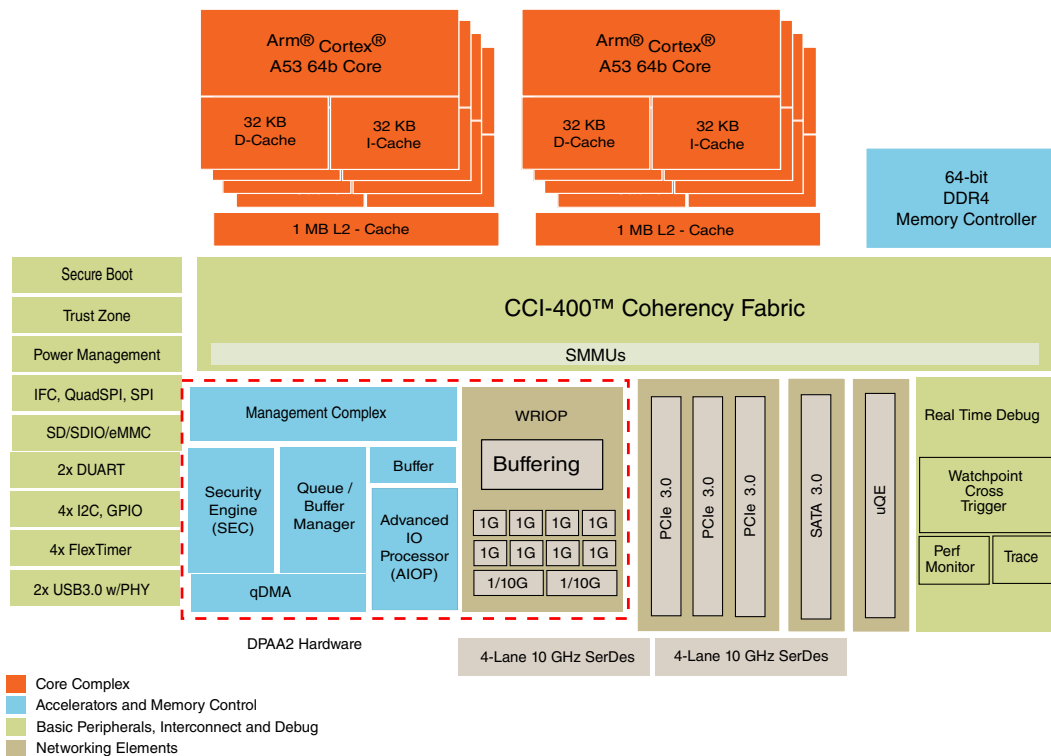 Arm® Cortex®
A53 64b Core
32 KB
D-Cache
32 KB
I-Cache
1 MB L2 - Cache
Arm® Cortex®
A53 64b Core
32 KB
D-Cache
32 KB
I-Cache
1 MB L2 - Cache
64-bit
DDR4
Memory Controller
Secure Boot
Trust Zone
Power Management
IFC, QuadSPI, SPI
SD/SDIO/eMMC
2x DUART
4x I2C, GPIO
4x FlexTimer
2x USB3.0 w/PHY
CCI-400™ Coherency Fabric
SMMUs
Management Complex
Security
Engine
(SEC)
Queue /
Buffer
Manager
qDMA
Buffer
Advanced
IO
Processor
(AIOP)
WRIOP
Buffering
1G 1G 1G 1G
1G 1G 1G 1G
1/10G 1/10G
DPAA2 Hardware
PCIe 3.0
PCIe 3.0
PCIe 3.0
SATA 3.0
uQE
Real Time Debug
Watchpoint
Cross
Trigger
Perf
Monitor
Trace
4-Lane 10 GHz SerDes
4-Lane 10 GHz SerDes
Core Complex
Accelerators and Memory Control
Basic Peripherals, Interconnect and Debug
Networking Elements